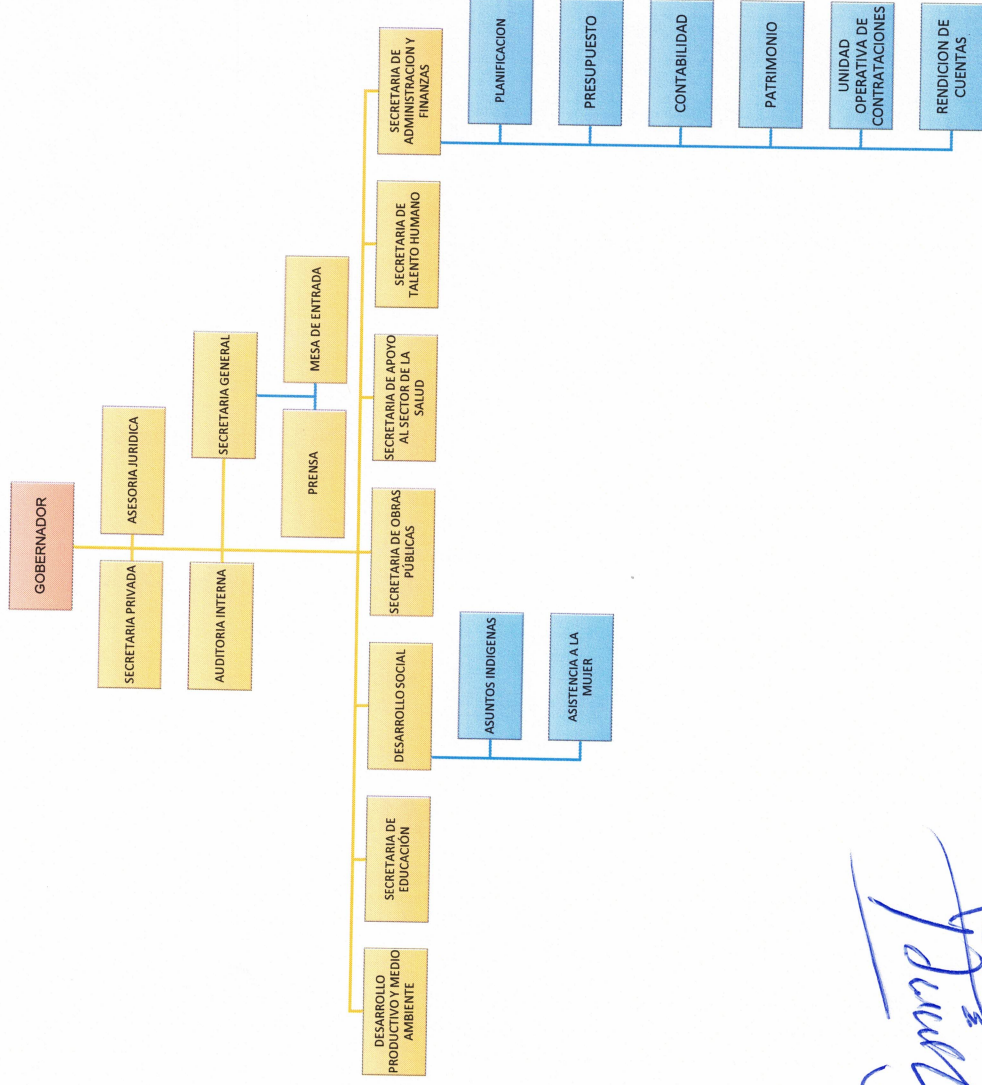 GOBERNADOR
SECRETARIA PRIVADA
ASESORIA JURIDICA
AUDITORIA INTERNA
SECRETARIA GENERAL
PRENSA
MESA DE ENTRADA
DESARROLLO
PRODUCTIVO Y MEDIO
AMBIENTE
SECRETARIA DE
EDUCACIÓN
DESARROLLO SOCIAL
ASUNTOS INDIGENAS
ASISTENCIA A LA
MUJER
SECRETARIA DE OBRAS
PÚBLICAS
SECRETARIA DE APOYO
AL SECTOR DE LA
SALUD
SECRETARIA DE
TALENTO HUMANO
SECRETARIA DE
ADMINISTRACION Y
FINANZAS
PLANIFICACION
PRESUPUESTO
CONTABILIDAD
PATRIMONIO
UNIDAD
OPERATIVA DE
CONTRATACIONES
RENDICION DE
CUENTAS